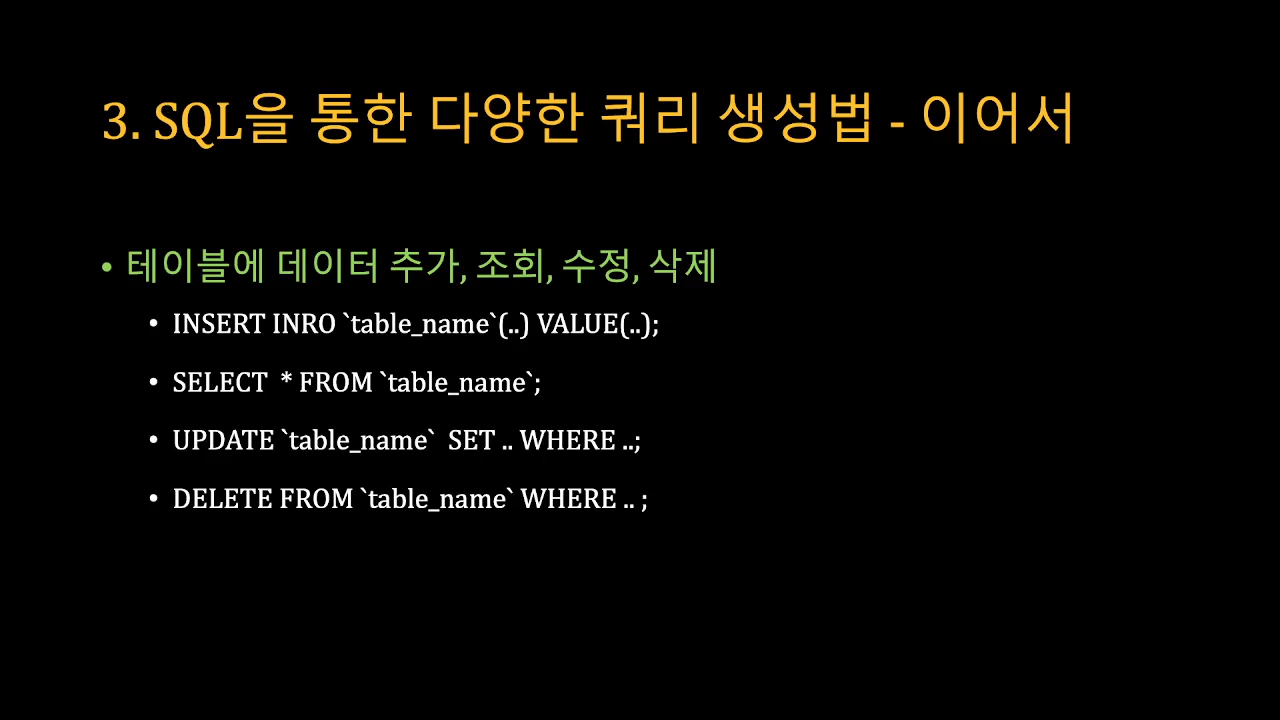 3. SQL을 통한 다양한 쿼리 생성법 - 이어서
• 테이블에 데이터 추가, 조회, 수정, 삭제
• INSERT INRO `table_name`(..) VALUE(..);
• SELECT  * FROM `table_name`;
• UPDATE `table_name`  SET .. WHERE ..;
• DELETE FROM `table_name` WHERE .. ;